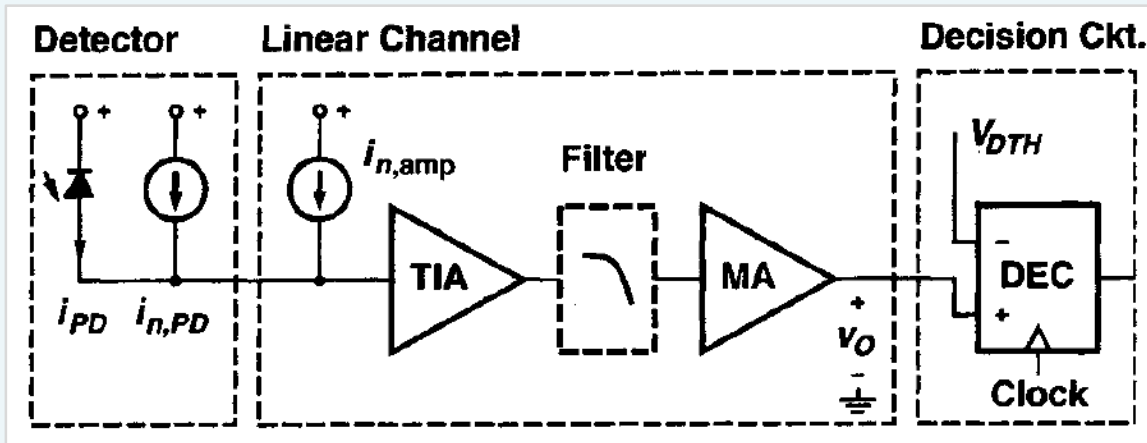 Detector
Linear Channel
Decision Ckt.
+
+
+
i_n,amp
Filter
V_DTH
TIA
MA
−
DEC
+
i_PD
i_n,PD
+
v_O
−
Clock